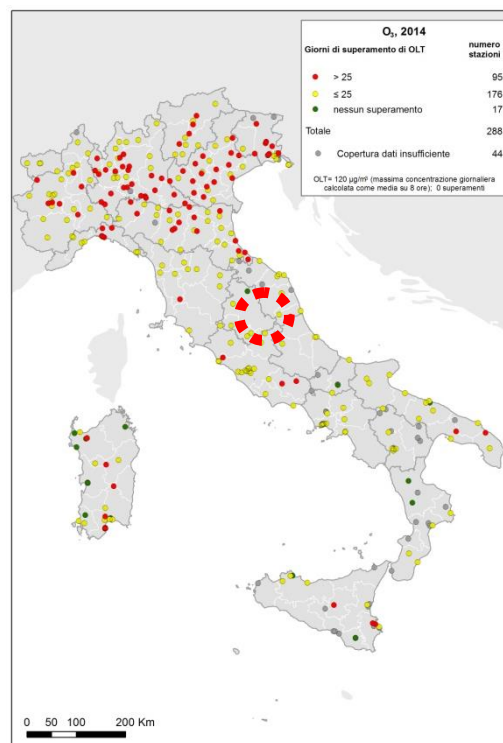 O₃, 2014
Giorni di superamento di OLT numero stazioni
> 25 95
≤ 25 176
nessun superamento 17
Totale 288
Copertura dati insufficiente 44
OLT= 120 µg/m³ (massima concentrazione giornaliera
calcolata come media su 8 ore); 0 superamenti
0 50 100 200 Km